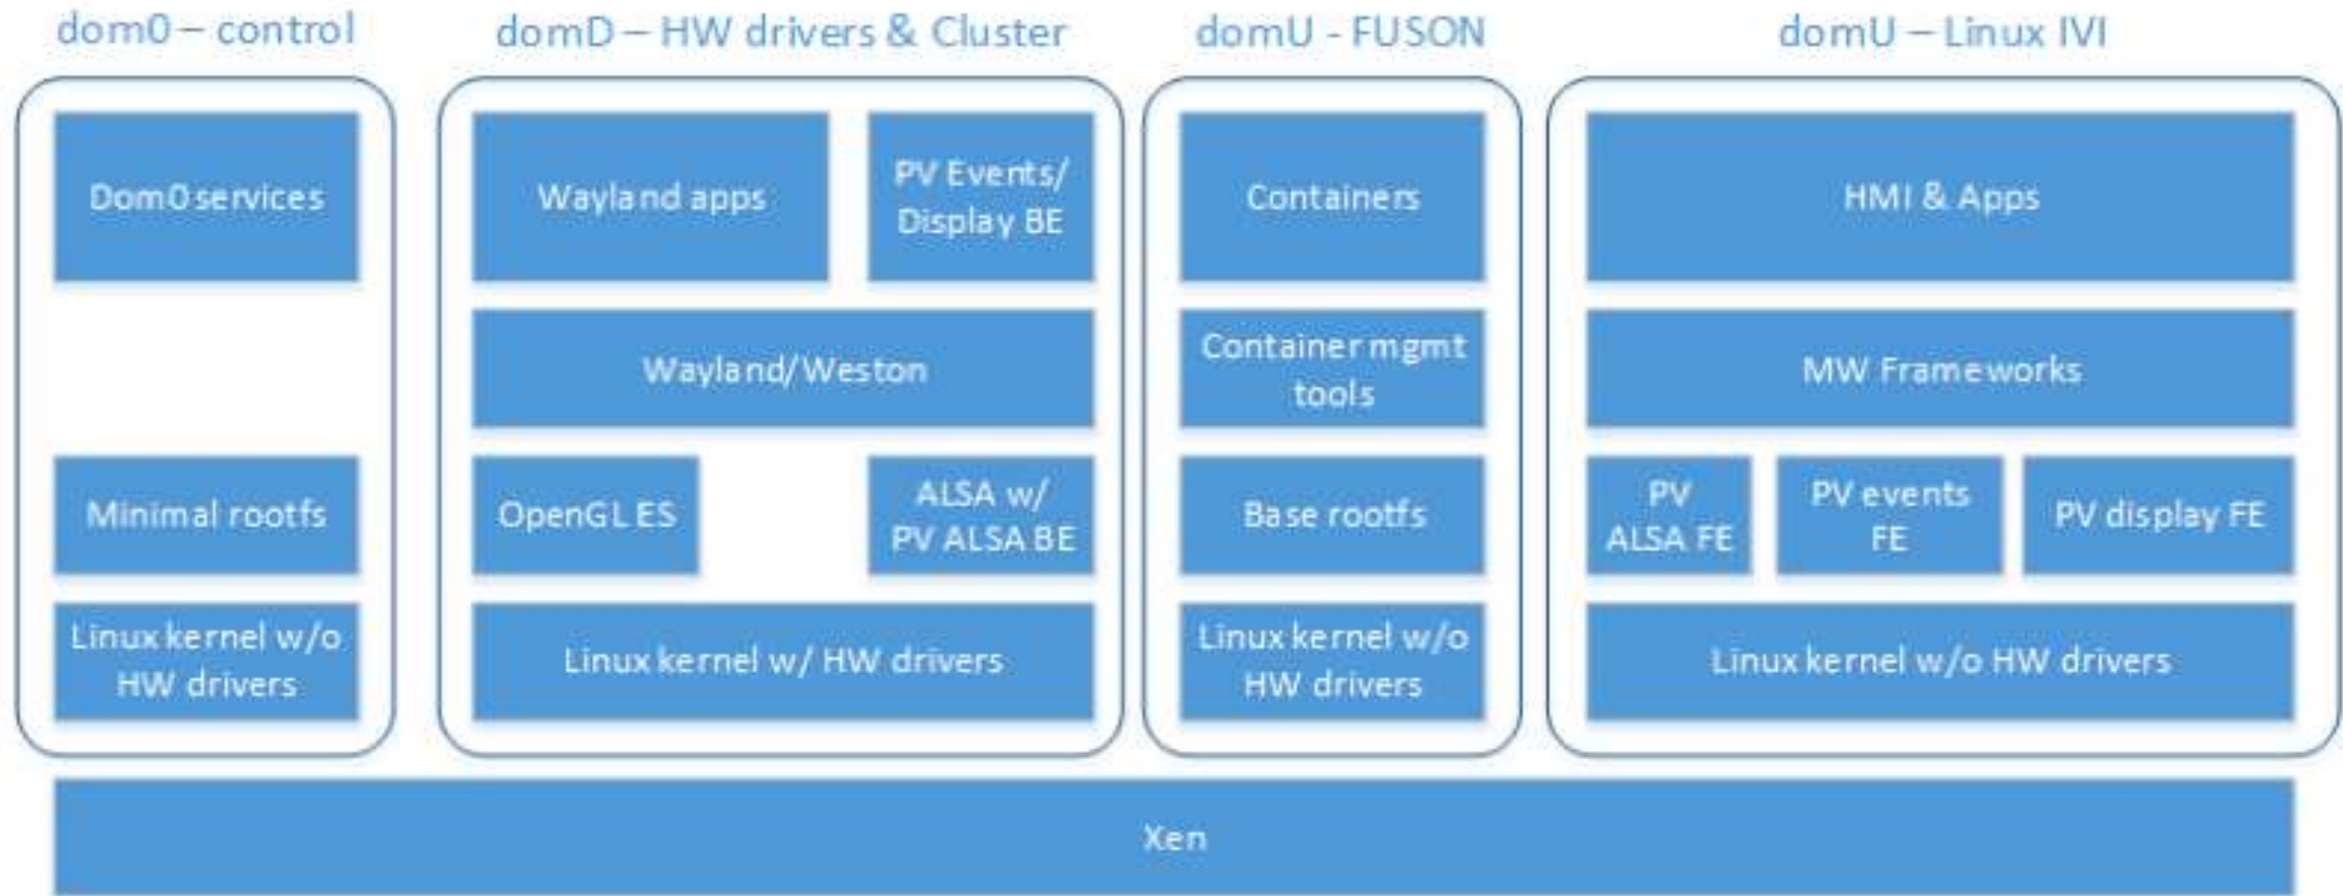 dom0 – control
domD – HW drivers & Cluster
domU - FUSON
domU – Linux IVI
Dom0 services
Wayland apps
PV Events/
Display BE
Containers
HMI & Apps
Wayland/Weston
Container mgmt
tools
MW Frameworks
Minimal rootfs
OpenGL ES
ALSA w/
PV ALSA BE
Base rootfs
PV
ALSA FE
PV events
FE
PV display FE
Linux kernel w/o
HW drivers
Linux kernel w/ HW drivers
Linux kernel w/o
HW drivers
Linux kernel w/o HW drivers
Xen